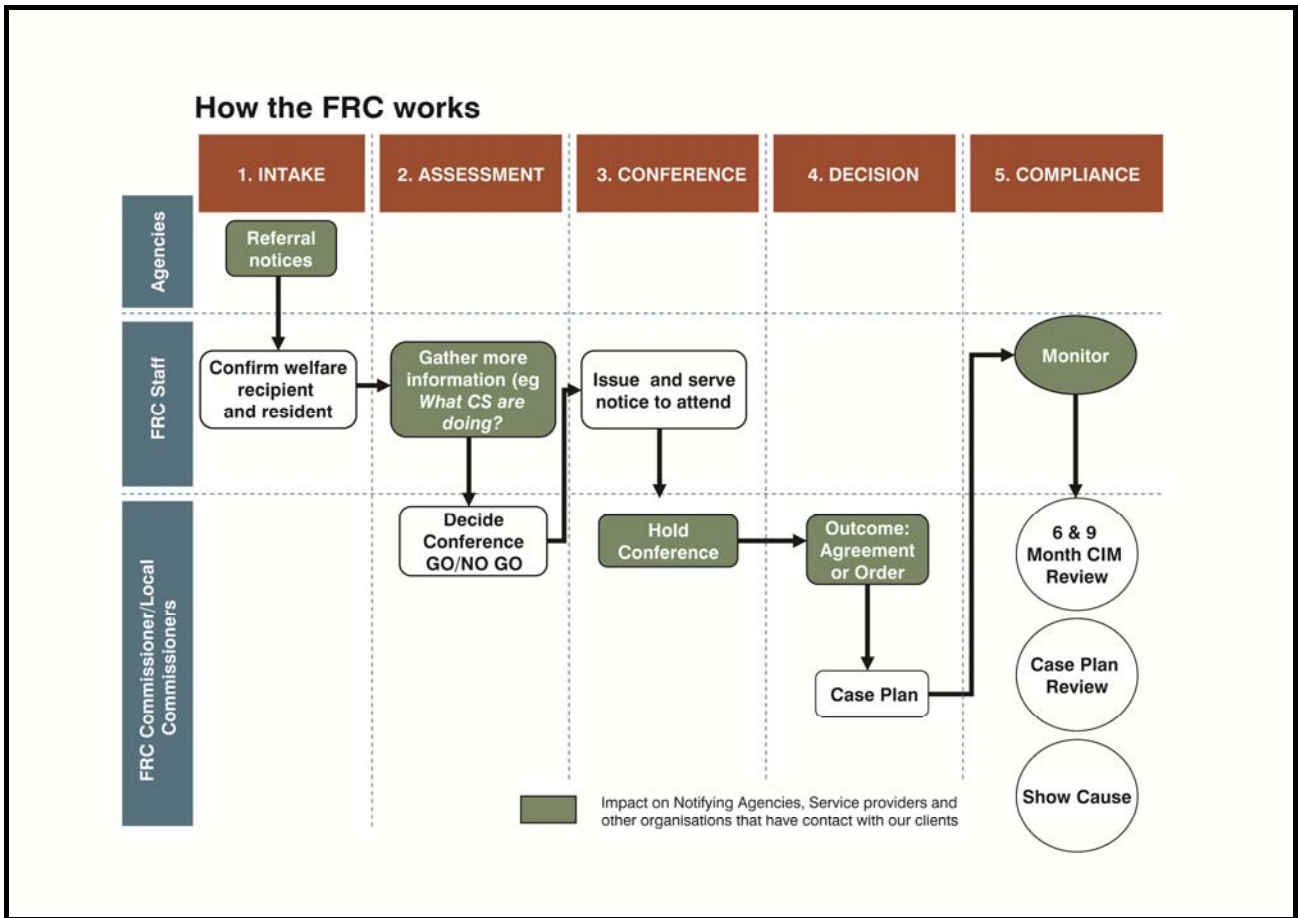 How the FRC works
1. INTAKE
2. ASSESSMENT
3. CONFERENCE
4. DECISION
5. COMPLIANCE
Agencies
Referral
notices
FRC Staff
Confirm welfare
recipient
and resident
Gather more
information (eg
What CS are
doing?
Issue and serve
notice to attend
Monitor
FRC Commissioner/Local
Commissioners
Decide
Conference
GO/NO GO
Hold
Conference
Outcome:
Agreement
or Order
Case Plan
6 & 9
Month CIM
Review
Case Plan
Review
Show Cause
Impact on Notifying Agencies, Service providers and
other organisations that have contact with our clients